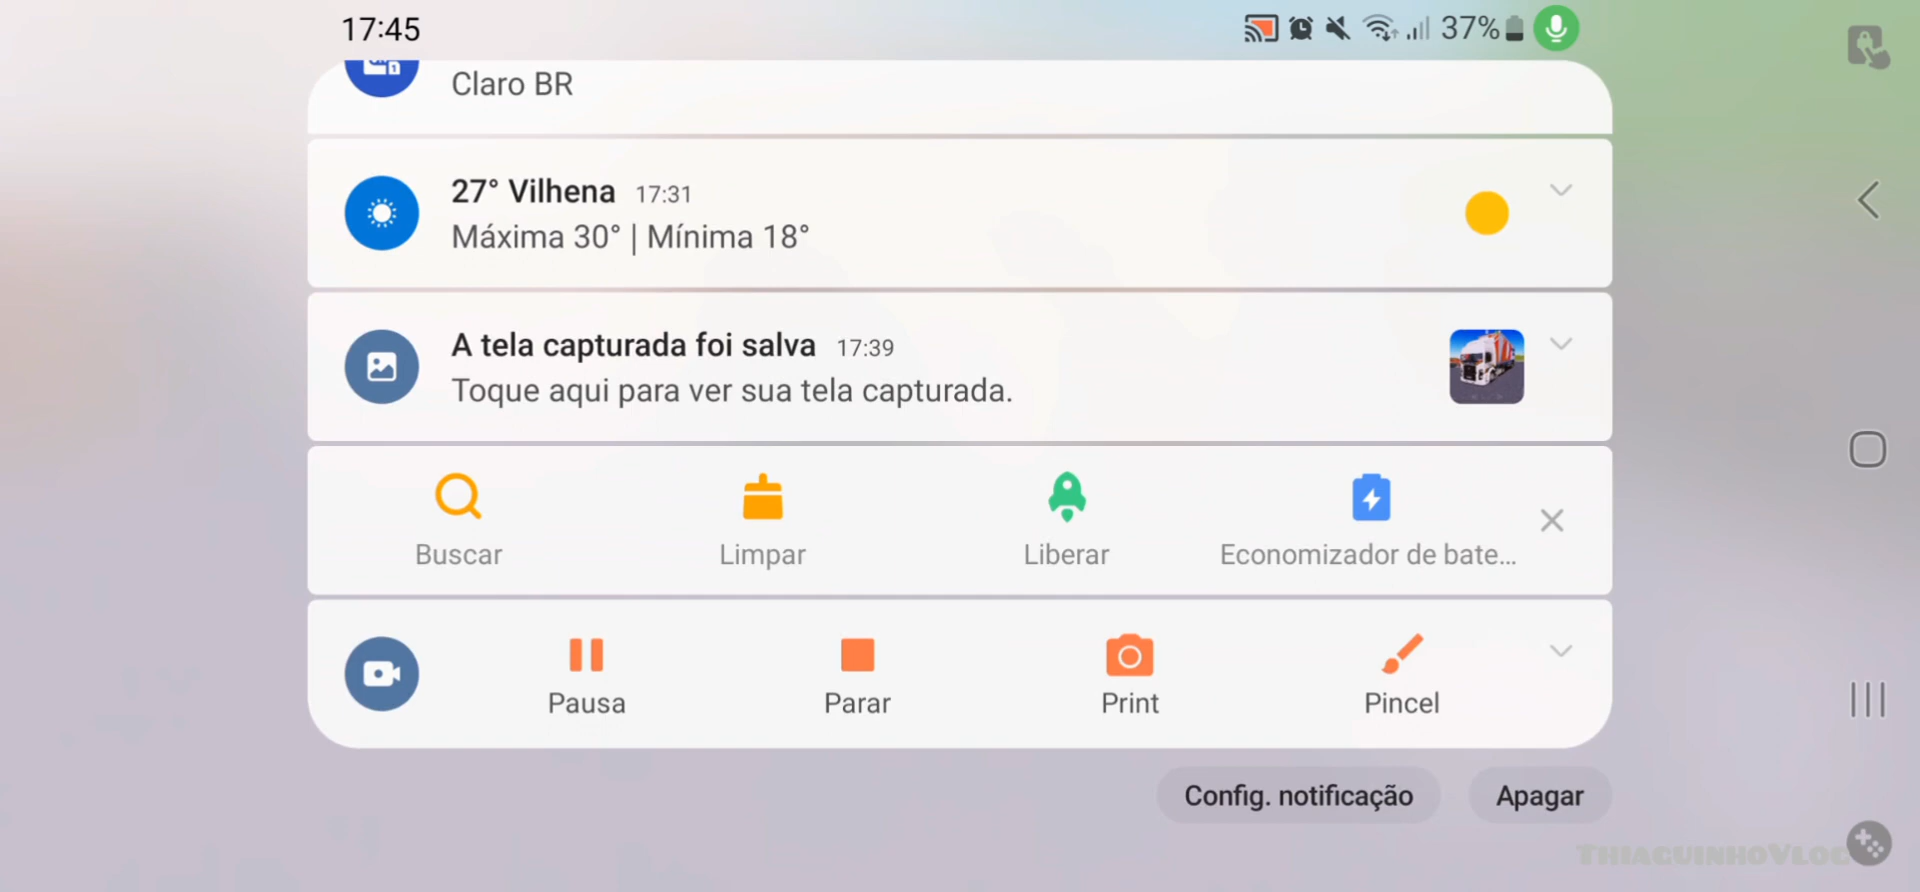 17:45
37%
Claro BR
27° Vilhena 17:31
Máxima 30° | Mínima 18°
A tela capturada foi salva 17:39
Toque aqui para ver sua tela capturada.
Buscar Limpar Liberar Economizador de bate...
Pausa Parar Print Pincel
Config. notificação Apagar
ThiaguinhoVlog